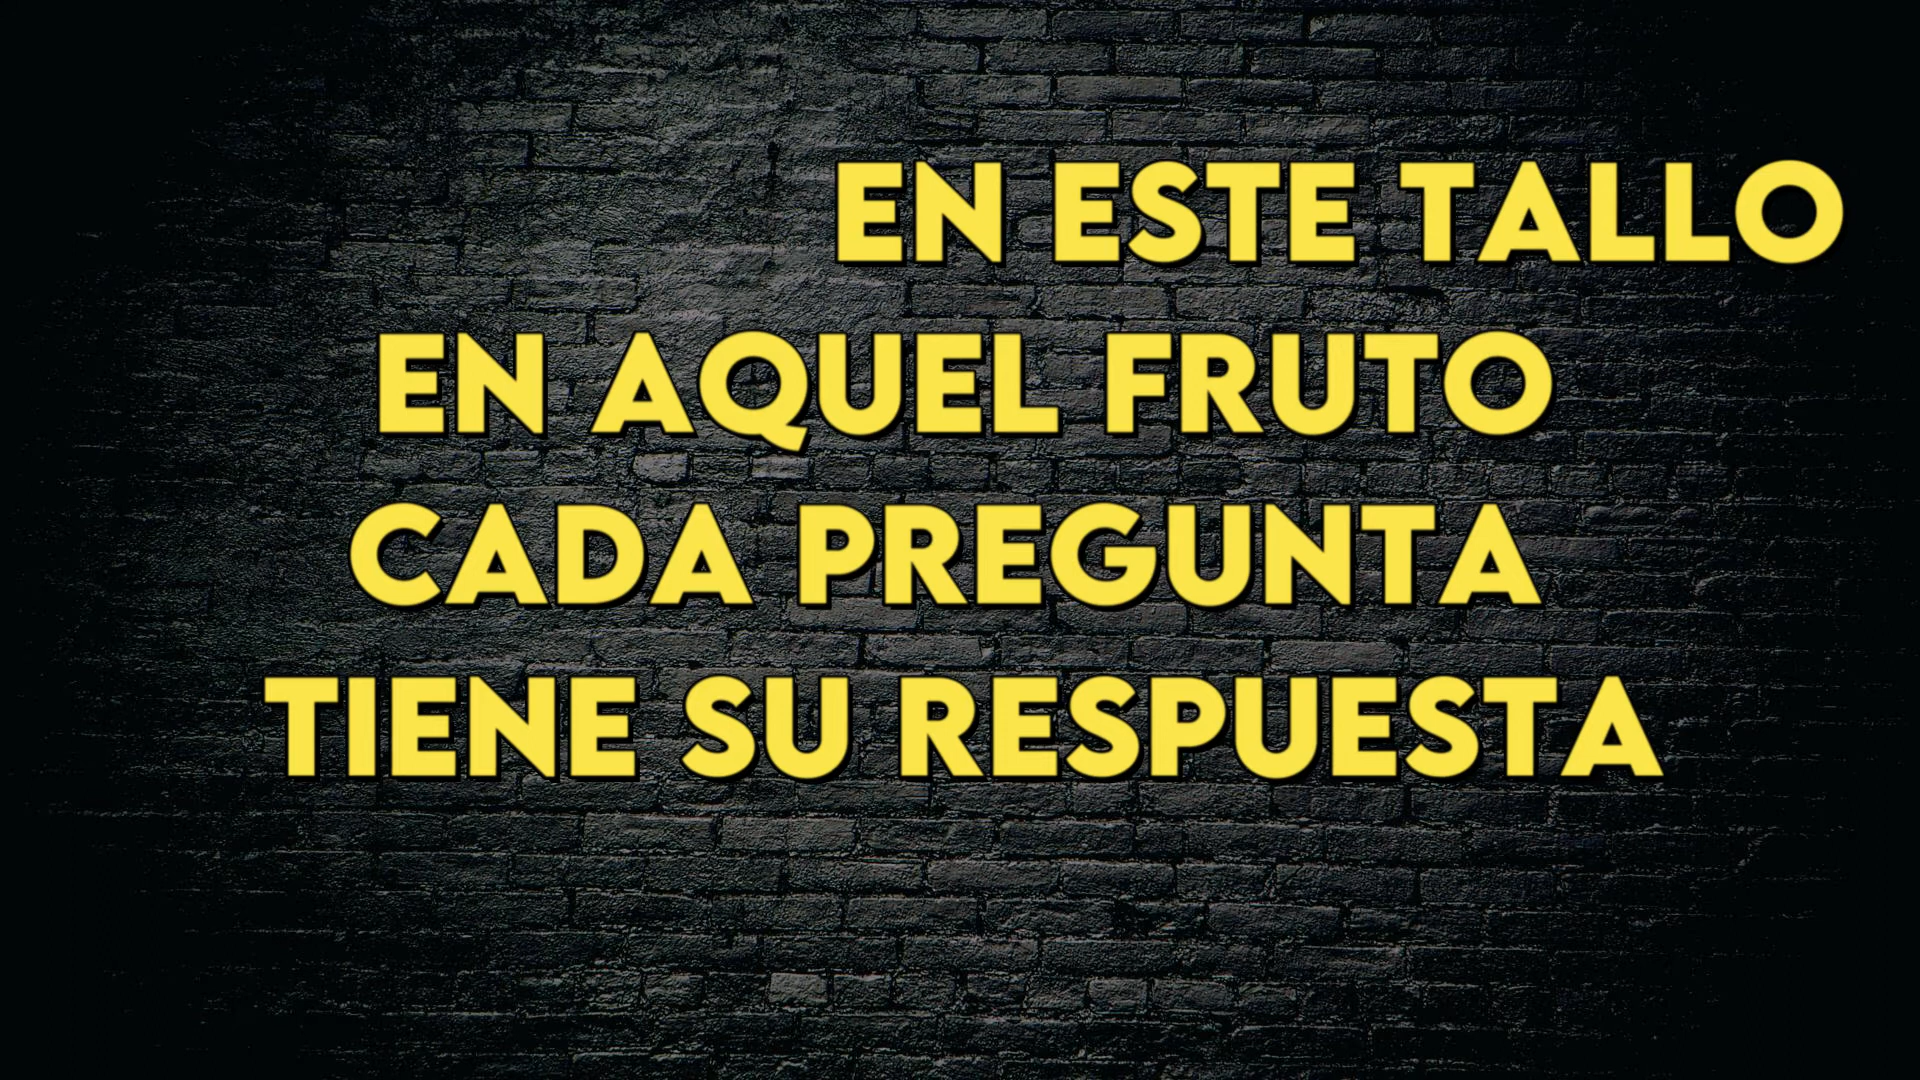 EN ESTE TALLO
EN AQUEL FRUTO
CADA PREGUNTA
TIENE SU RESPUESTA